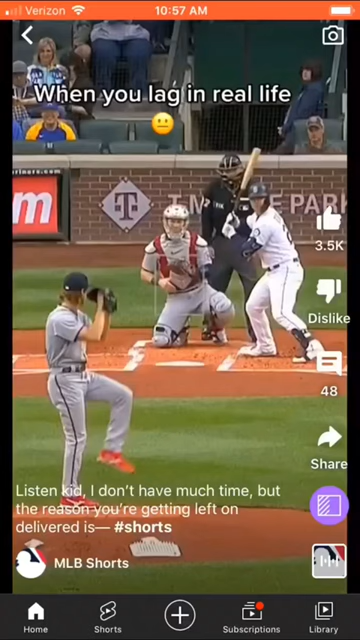 Verizon
10:57 AM
When you lag in real life
T
T M
E PARK
m
3.5K
Dislike
48
Share
Listen kid, I don't have much time, but
the reason you're getting left on
delivered is— #shorts
MLB Shorts
Home
Shorts
Subscriptions
Library